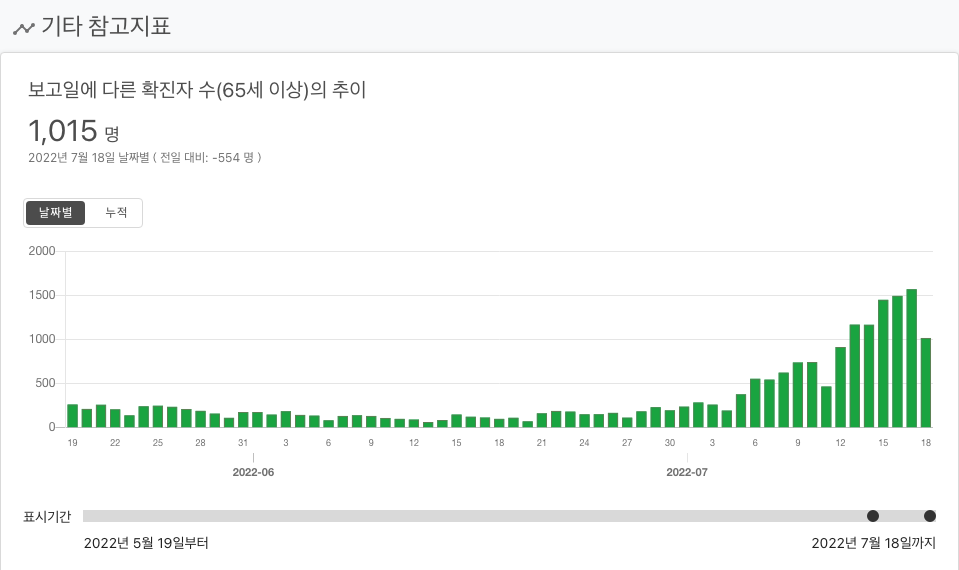 기타 참고지표
보고일에 다른 확진자 수(65세 이상)의 추이
1,015 명
2022년 7월 18일 날짜별 ( 전일 대비: -554 명 )
날짜별 누적
2000
1500
1000
500
0
19 22 25 28 31 3 6 9 12 15 18 21 24 27 30 3 6 9 12 15 18
2022-06 2022-07
표시기간
2022년 5월 19일부터 2022년 7월 18일까지